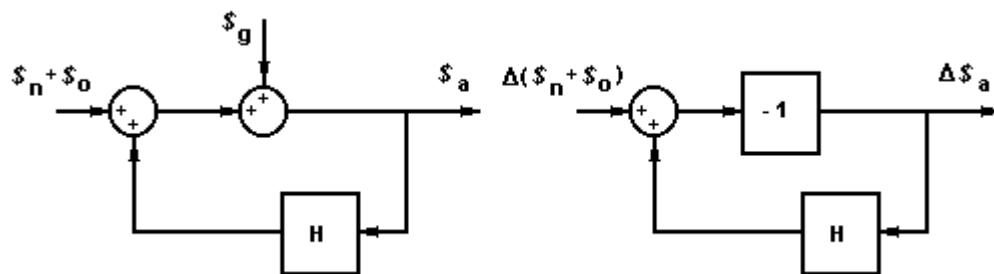 $g
$n + $o
$a
+
+
+
+
H
Δ($n + $o)
Δ$a
+
+
-1
H